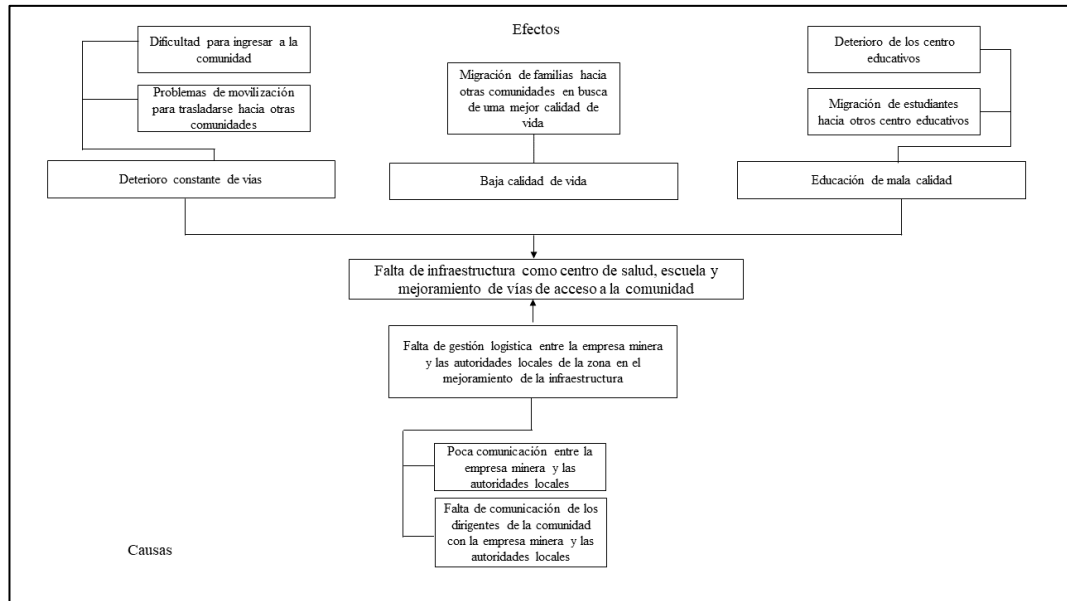 Efectos
Dificultad para ingresar a la
comunidad
Problemas de movilización
para trasladarse hacia otras
comunidades
Deterioro constante de vias
Migración de familias hacia
otras comunidades en busca
de uma mejor calidad de
vida
Baja calidad de vida
Deterioro de los centro
educativos
Migración de estudiantes
hacia otros centro educativos
Educación de mala calidad
Falta de infraestructura como centro de salud, escuela y
mejoramiento de vías de acceso a la comunidad
Falta de gestión logistica entre la empresa minera
y las autoridades locales de la zona en el
mejoramiento de la infraestructura
Poca comunicación entre la
empresa minera y las
autoridades locales
Falta de comunicación de los
dirigentes de la comunidad
con la empresa minera y las
autoridades locales
Causas